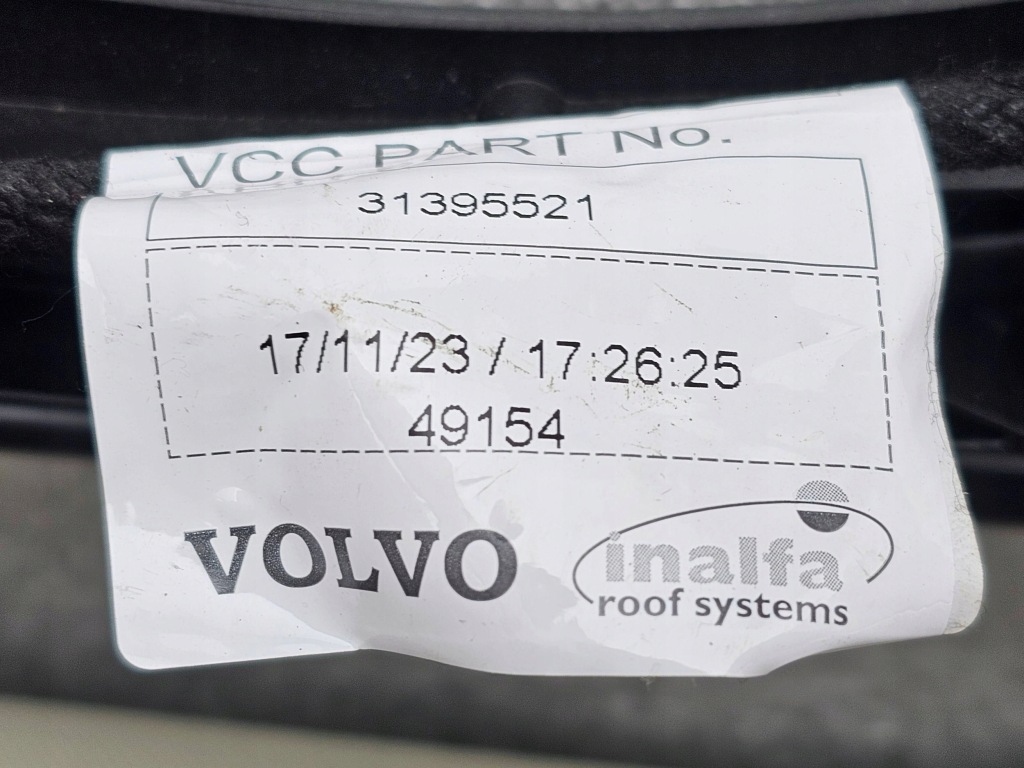 VCC PART No.
31395521
17/11/23 / 17:26:25
49154
VOLVO
inalfa
roof systems